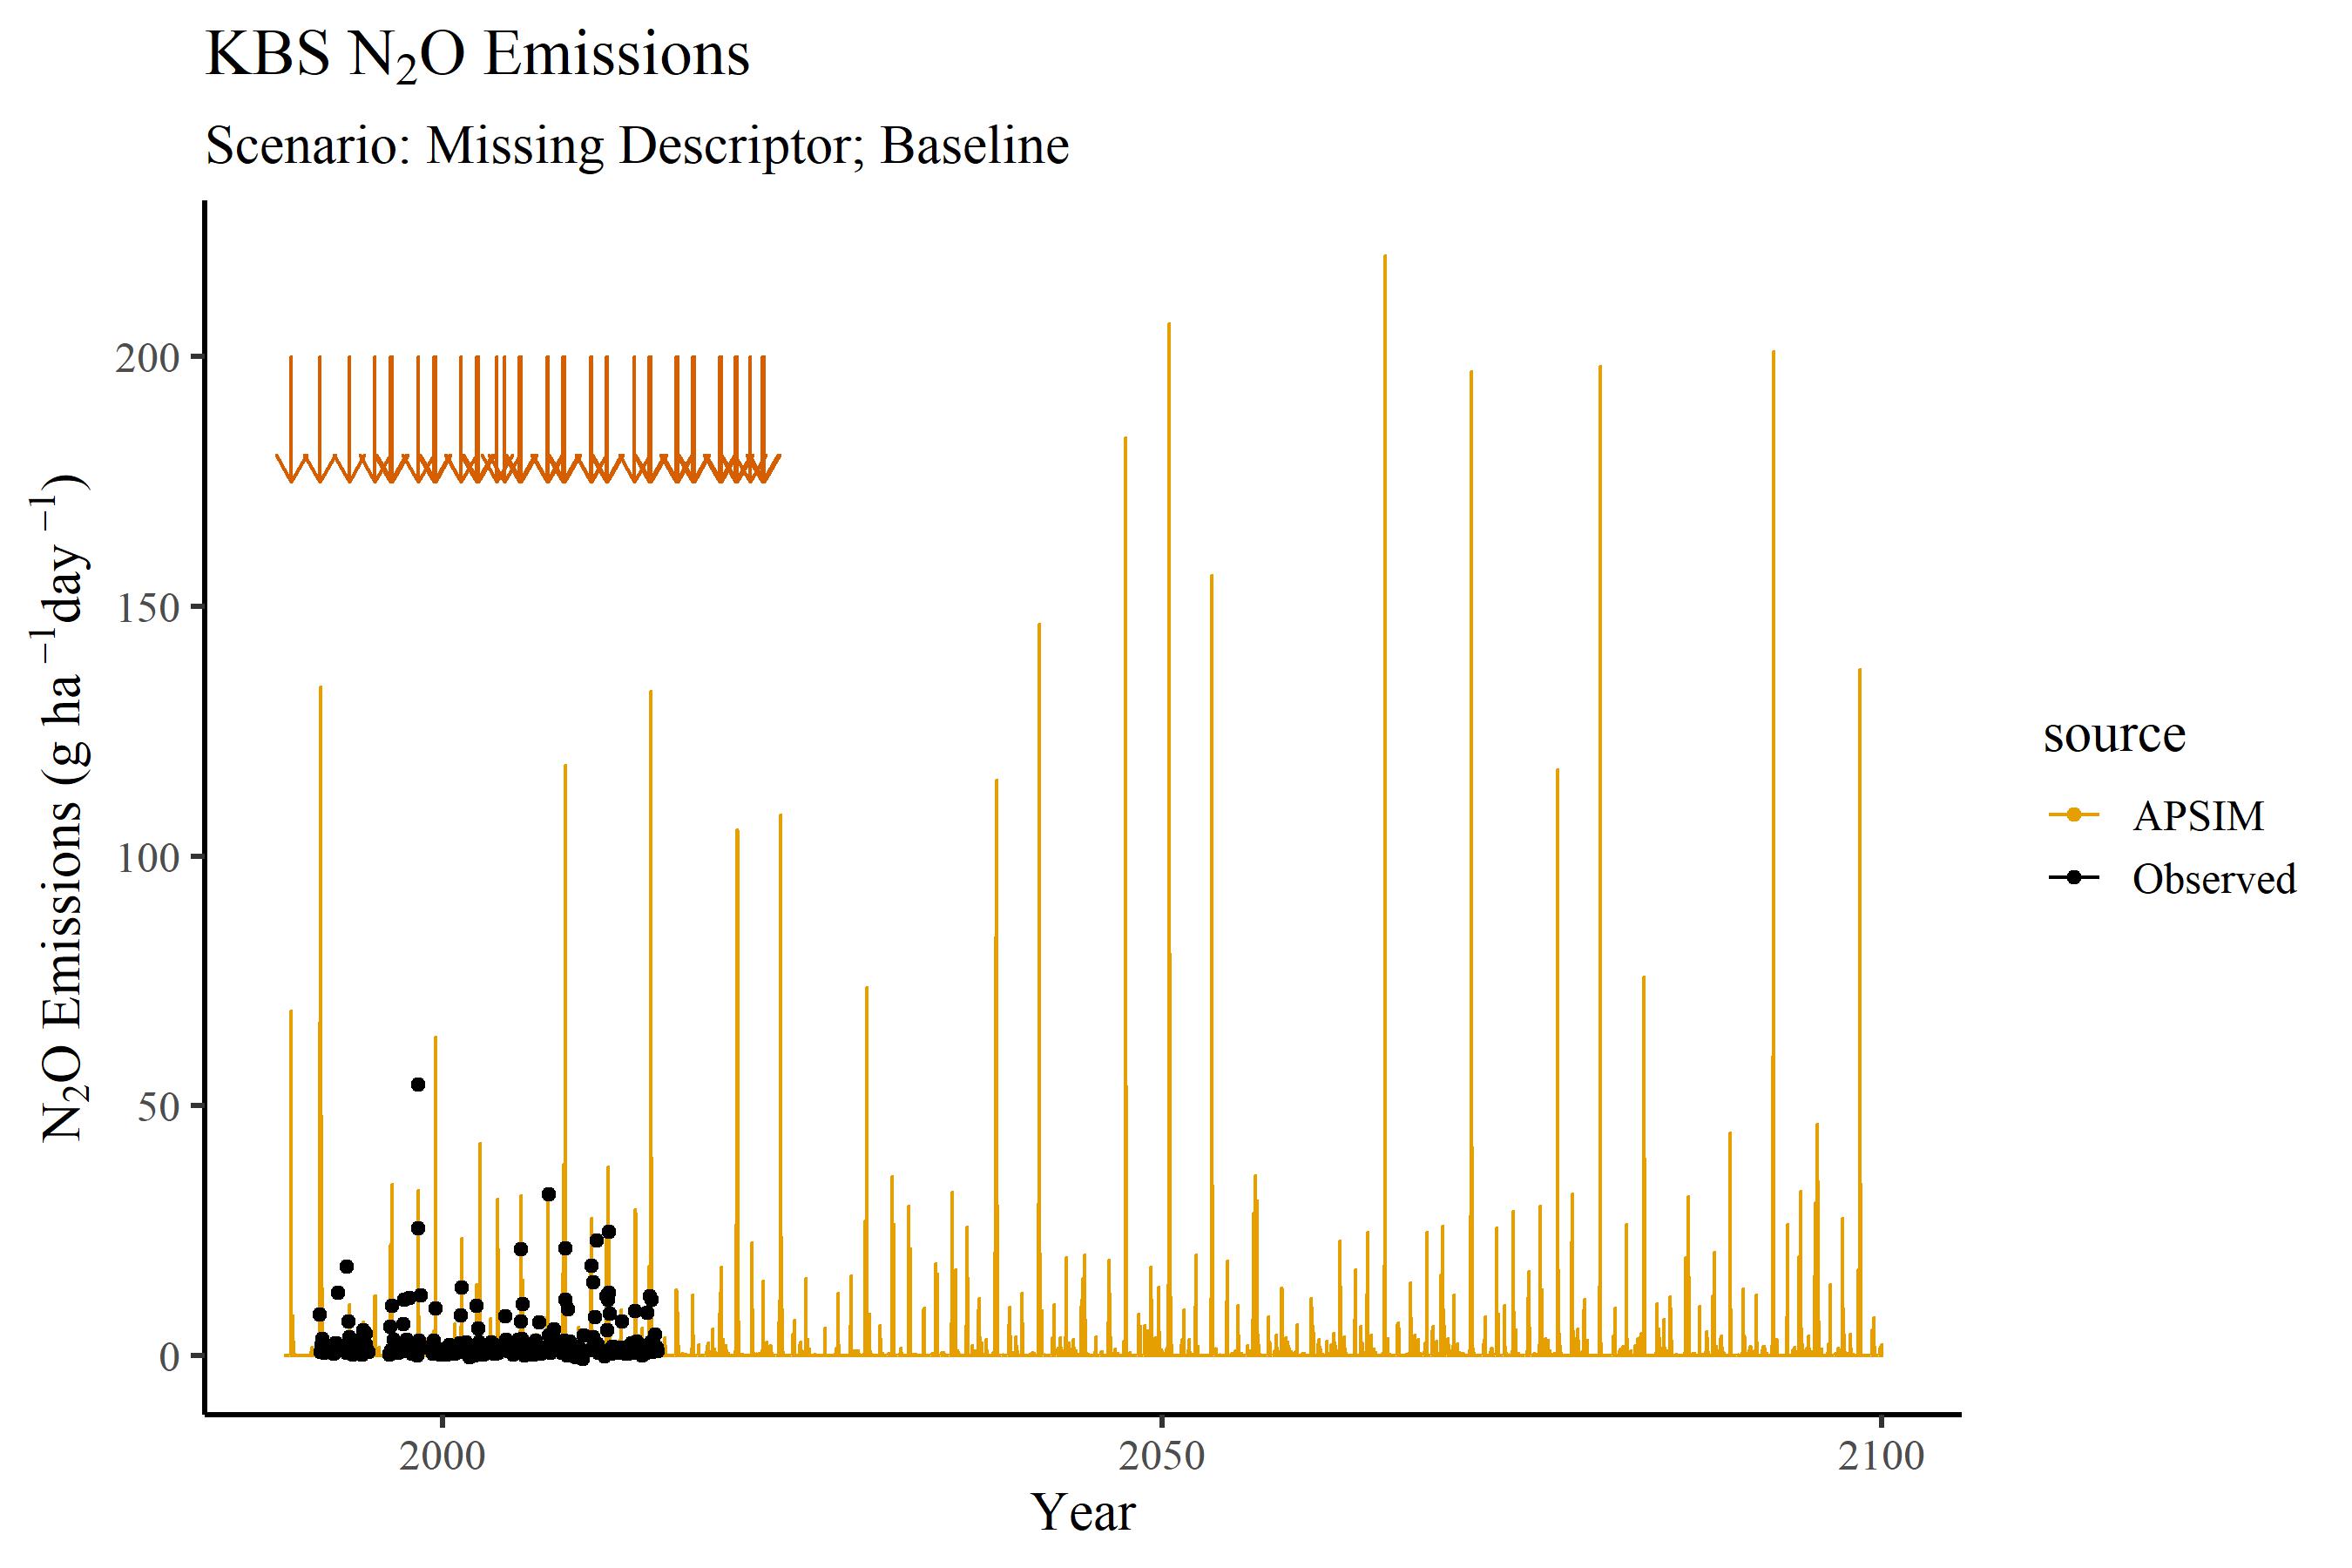 KBS N₂O Emissions
Scenario: Missing Descriptor; Baseline
N₂O Emissions (g ha ⁻¹day ⁻¹)
200
150
100
50
0
2000
2050
2100
Year
source
APSIM
Observed